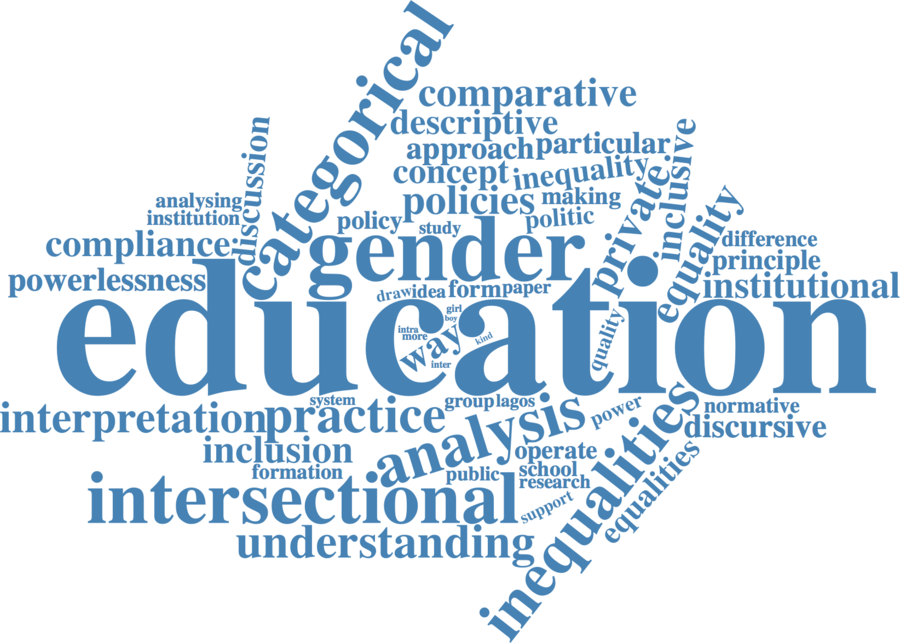 categorical
comparative
descriptive
approach
particular
concept
inequality
discussion
inclusive
private
analysing
institution
policies
making
policy
study
politic
equality
compliance
gender
difference
principle
powerlessness
draw
idea
form
paper
institutional
education
girl
boy
intra
more
way
kind
inter
quality
system
group
lagos
power
normative
interpretation
practice
analysis
discursive
inclusion
operate
inequalities
formation
public
school
research
equalities
intersectional
support
understanding